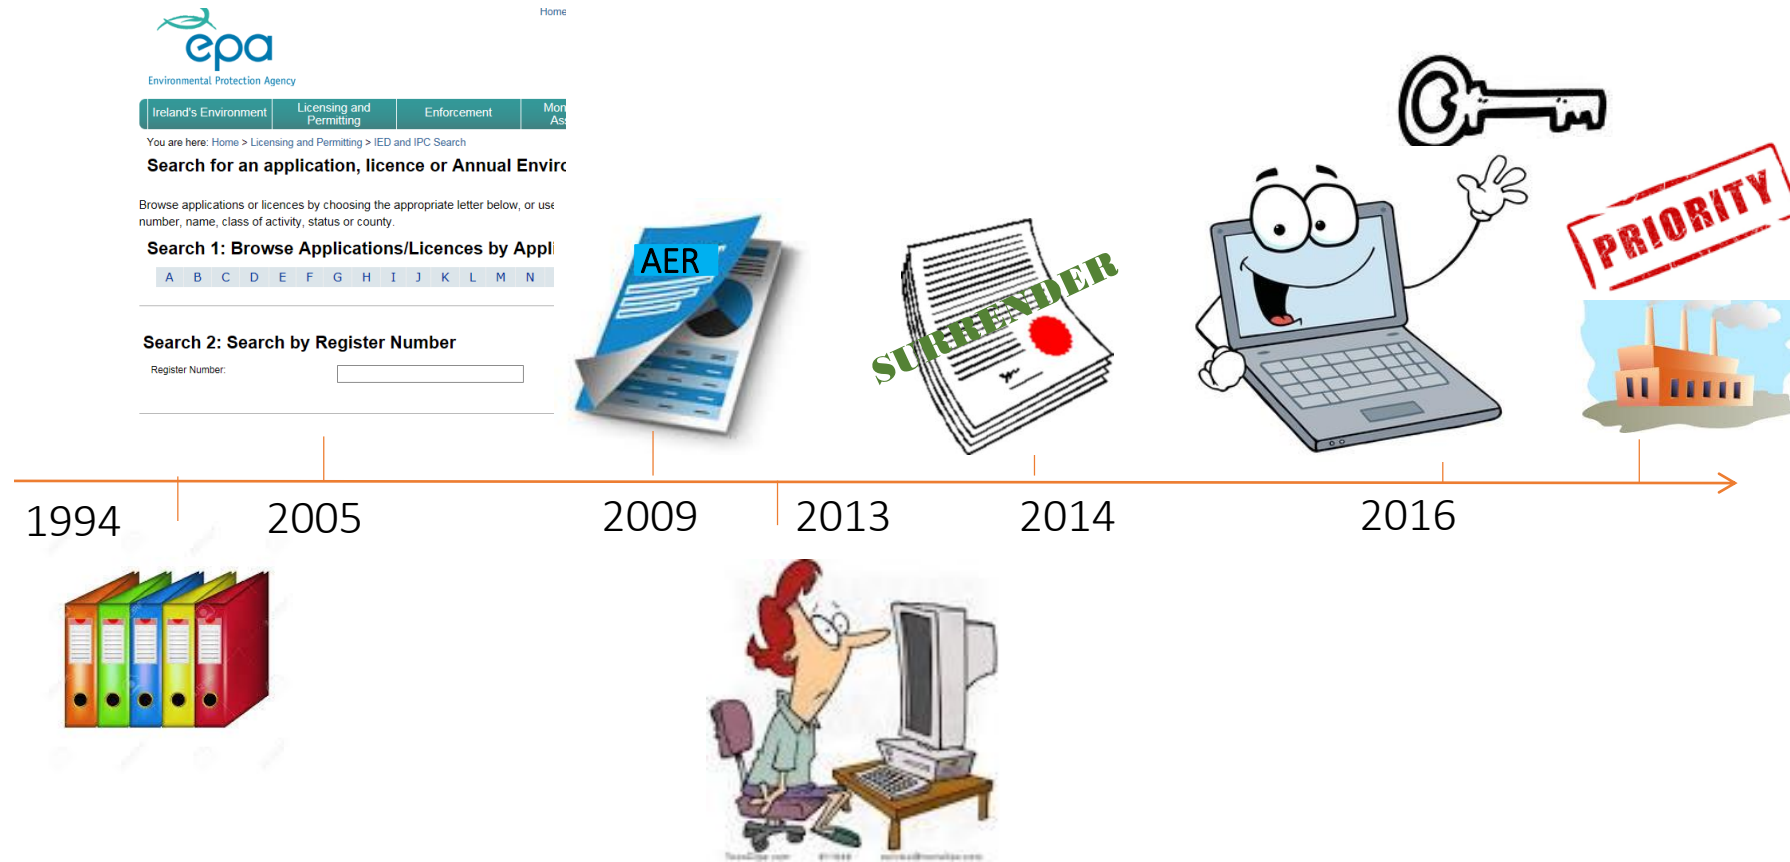 Home
epa
Environmental Protection Agency
Ireland's Environment
Licensing and
Permitting
Enforcement
Mon
As
You are here: Home > Licensing and Permitting > IED and IPC Search
Search for an application, licence or Annual Enviro
Browse applications or licences by choosing the appropriate letter below, or use
number, name, class of activity, status or county.
Search 1: Browse Applications/Licences by Appli
A B C D E F G H I J K L M N
Search 2: Search by Register Number
Register Number:
AER
SURRENDER
PRIORITY
1994
2005
2009
2013
2014
2016